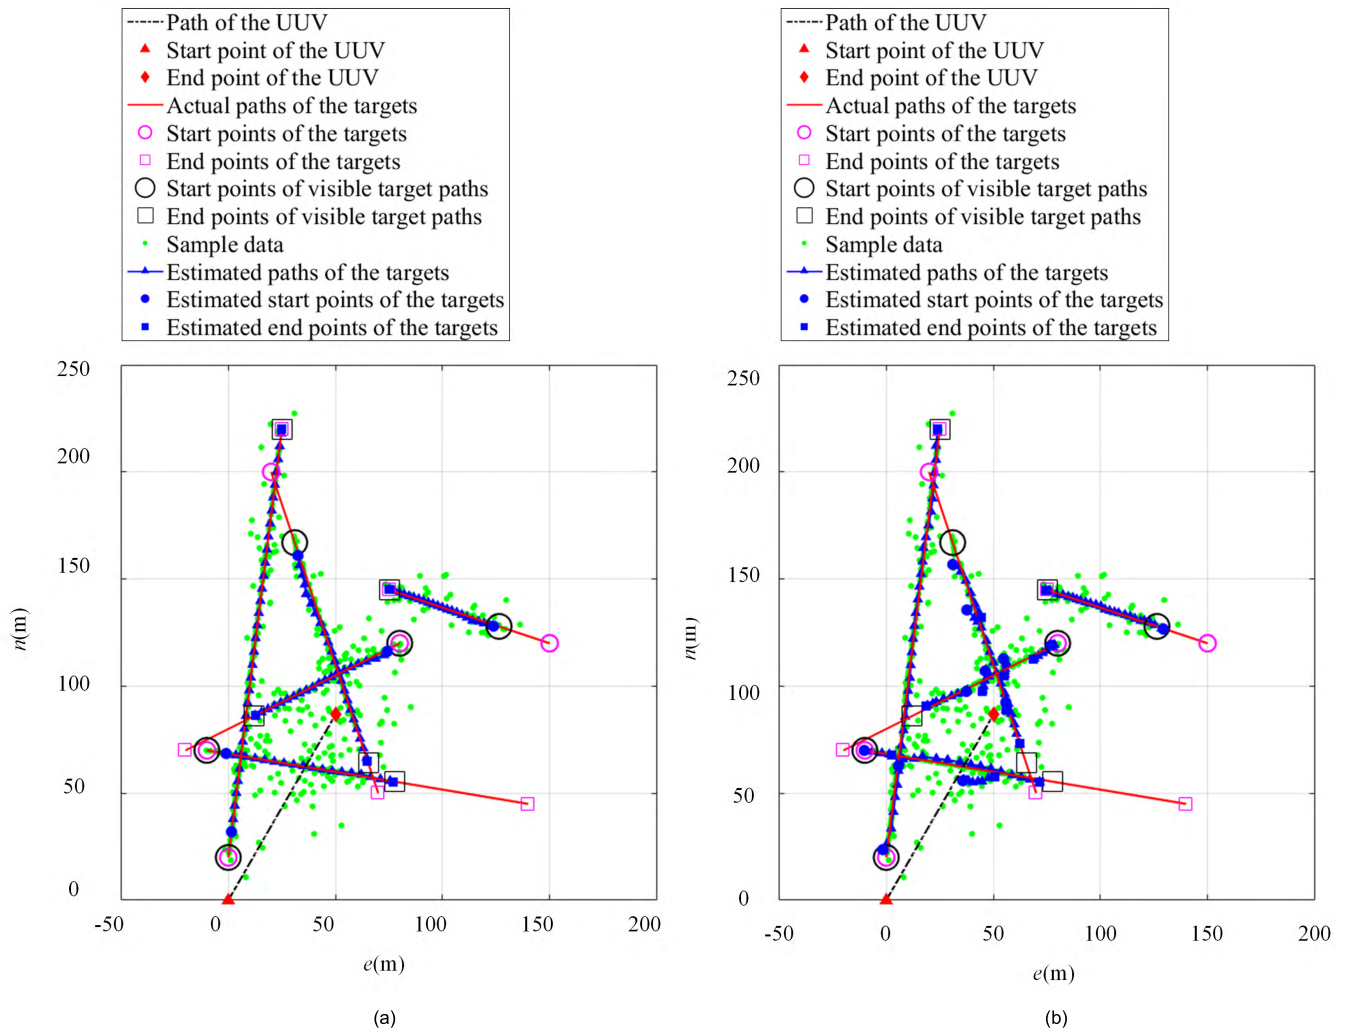 Path of the UUV
Start point of the UUV
End point of the UUV
Actual paths of the targets
Start points of the targets
End points of the targets
Start points of visible target paths
End points of visible target paths
Sample data
Estimated paths of the targets
Estimated start points of the targets
Estimated end points of the targets
250
200
150
100
50
0
-50
0
50
100
150
200
n(m)
e(m)
(a)
Path of the UUV
Start point of the UUV
End point of the UUV
Actual paths of the targets
Start points of the targets
End points of the targets
Start points of visible target paths
End points of visible target paths
Sample data
Estimated paths of the targets
Estimated start points of the targets
Estimated end points of the targets
250
200
150
100
50
0
-50
0
50
100
150
200
n(m)
e(m)
(b)